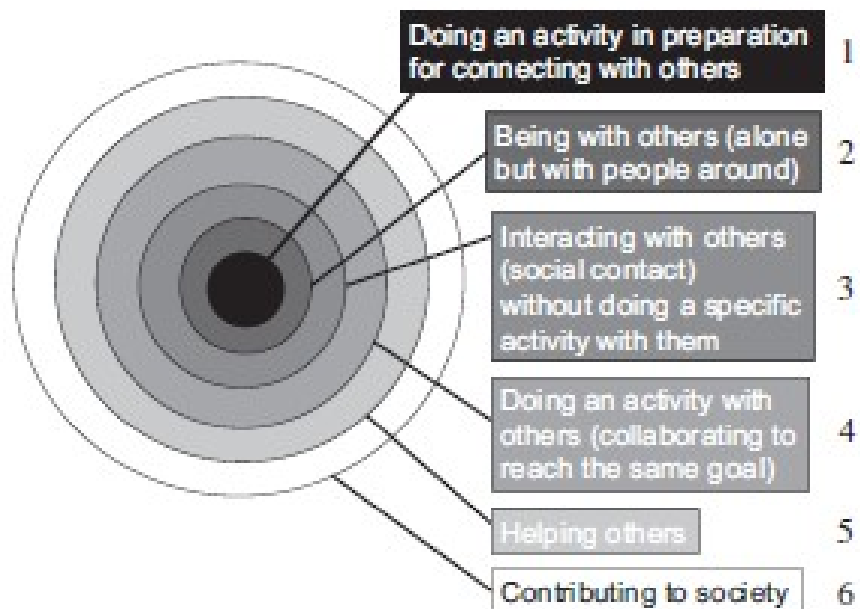 Doing an activity in preparation
for connecting with others
1
Being with others (alone
but with people around)
2
Interacting with others
(social contact)
without doing a specific
activity with them
3
Doing an activity with
others (collaborating to
reach the same goal)
4
Helping others
5
Contributing to society
6